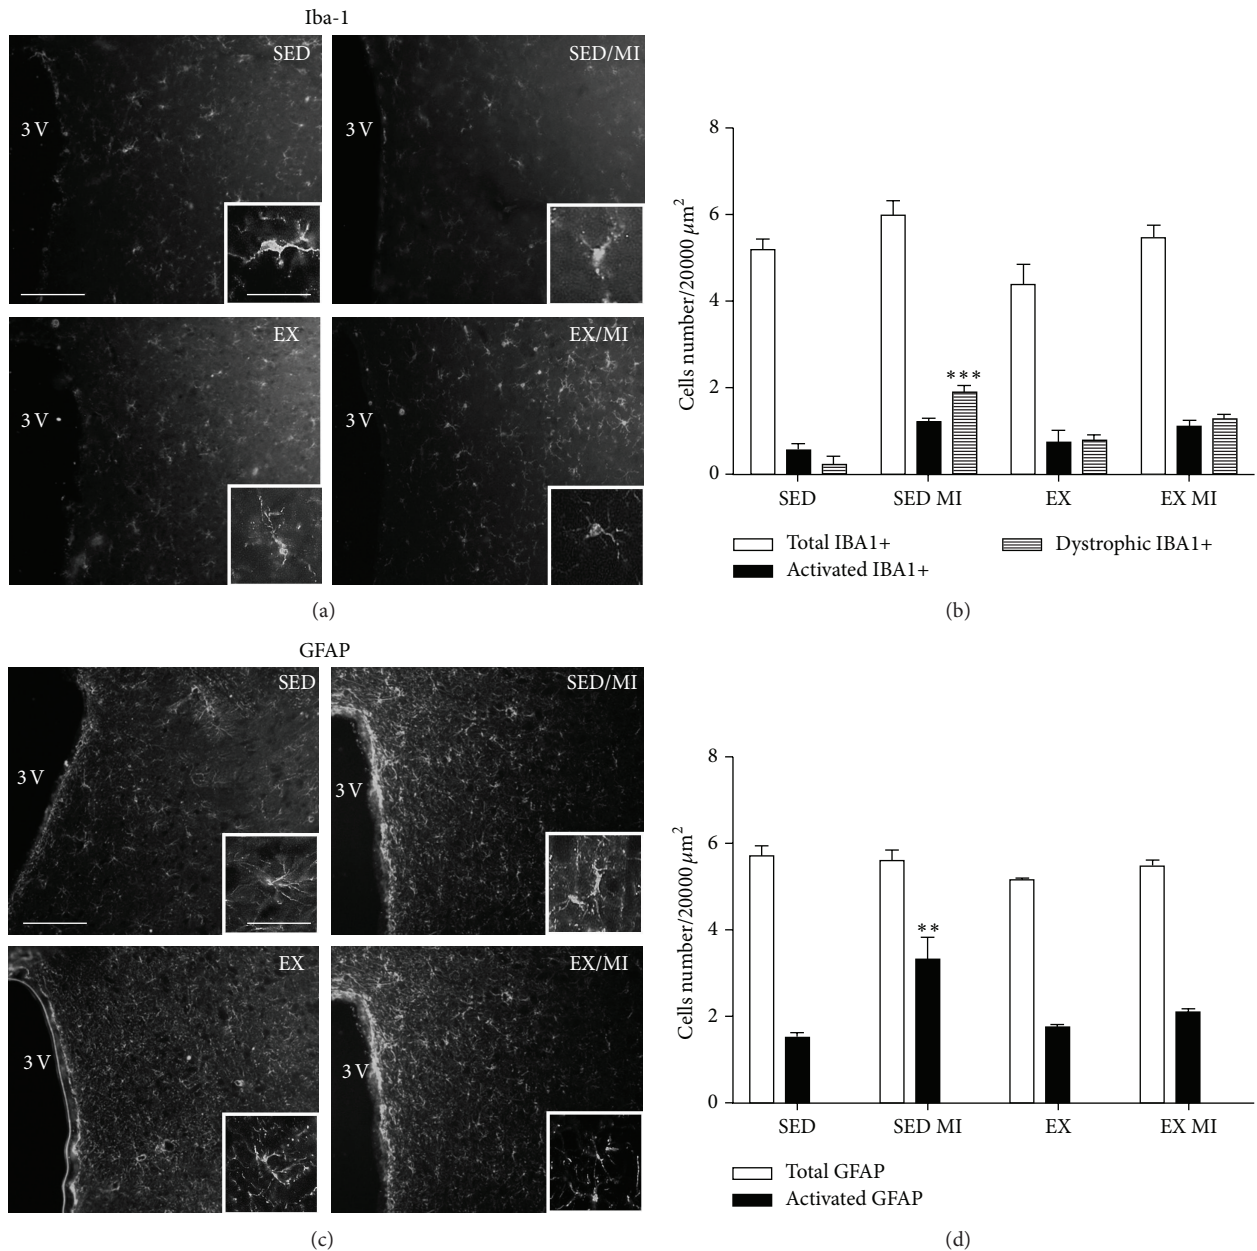 Iba-1
SED
SED/MI
3 V
3 V
EX
EX/MI
3 V
3 V
(a)
Cells number/20000 μm²
8
6
4
2
0
***
SED
SED MI
EX
EX MI
Total IBA1+
Dystrophic IBA1+
Activated IBA1+
(b)
GFAP
SED
SED/MI
3 V
3 V
EX
EX/MI
3 V
3 V
(c)
Cells number/20000 μm²
8
6
4
2
0
**
SED
SED MI
EX
EX MI
Total GFAP
Activated GFAP
(d)